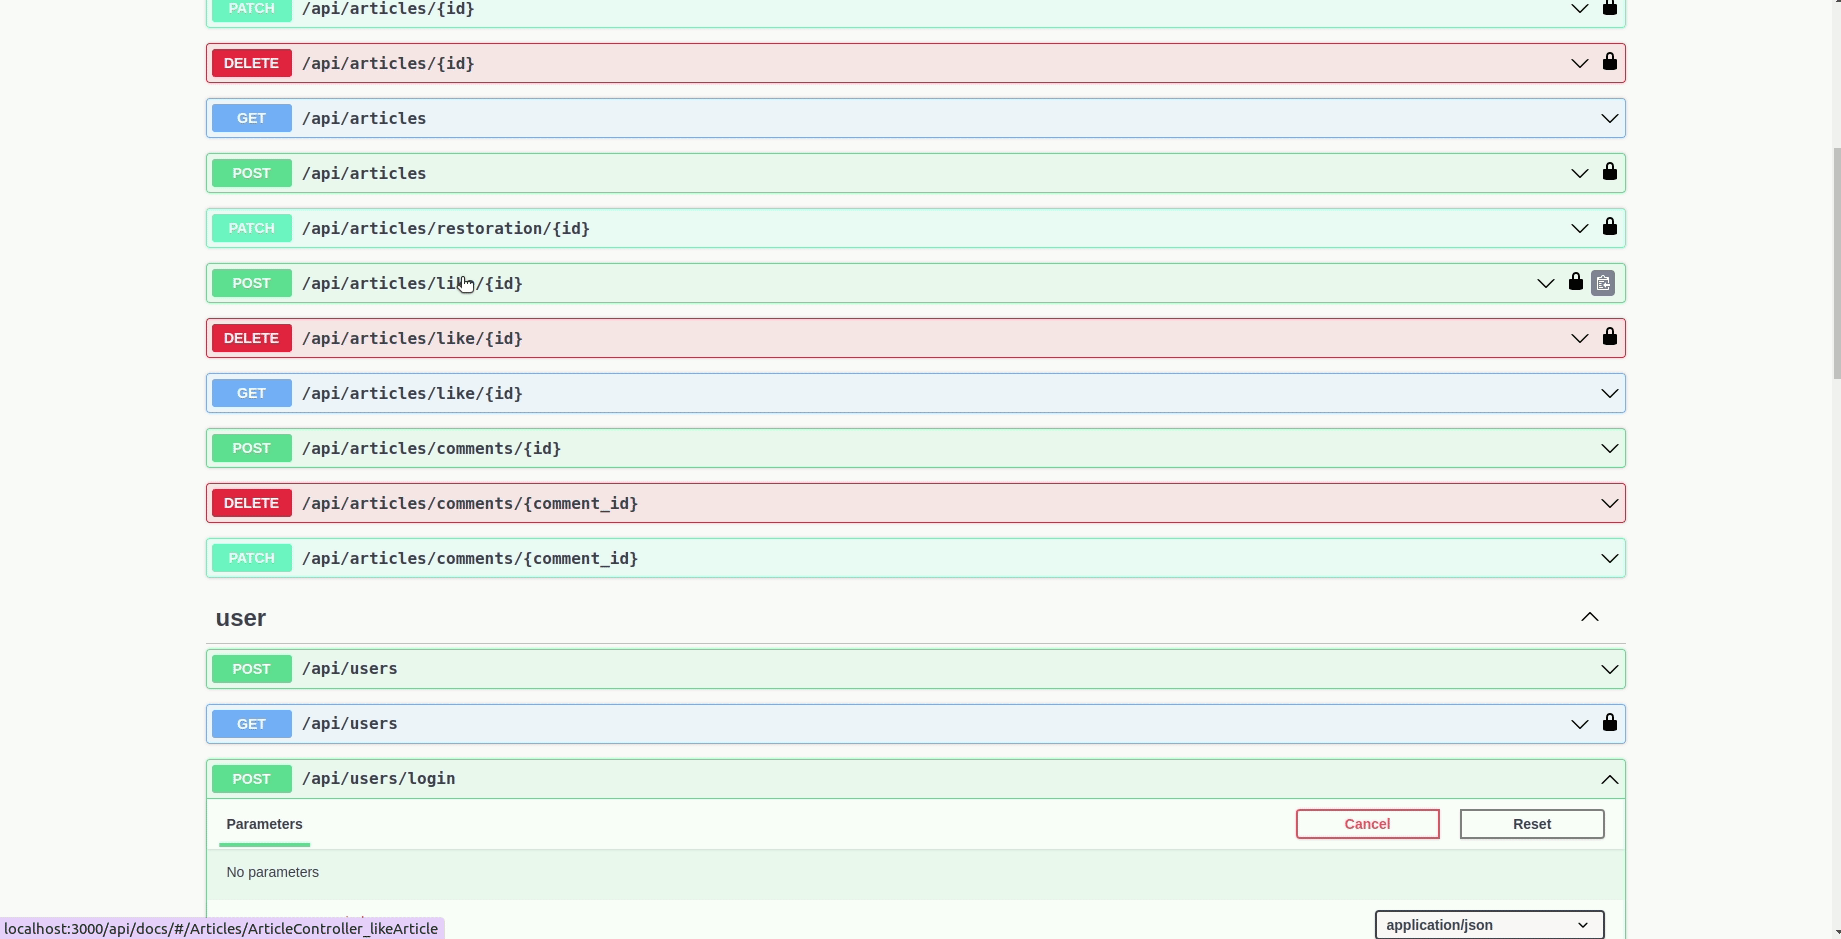 PATCH /api/articles/{id}
DELETE /api/articles/{id}
GET /api/articles
POST /api/articles
PATCH /api/articles/restoration/{id}
POST /api/articles/like/{id}
DELETE /api/articles/like/{id}
GET /api/articles/like/{id}
POST /api/articles/comments/{id}
DELETE /api/articles/comments/{comment_id}
PATCH /api/articles/comments/{comment_id}
user
POST /api/users
GET /api/users
POST /api/users/login
Parameters Cancel Reset
No parameters
application/json
localhost:3000/api/docs/#/Articles/ArticleController_likeArticle